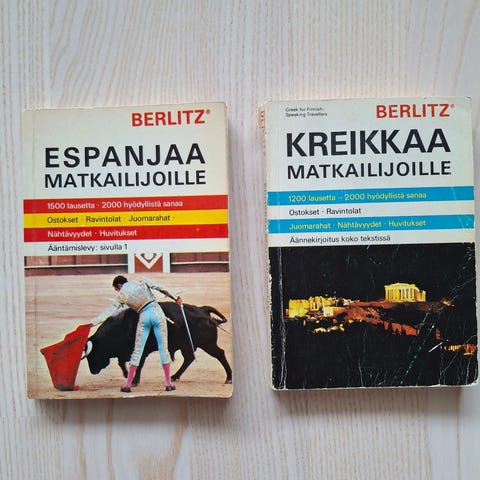 BERLITZ®
ESPANJAA
MATKAILIJOILLE
1500 lausetta - 2000 hyödyllistä sanaa
Ostokset · Ravintolat · Juomarahat ·
Nähtävyydet · Huvitukset
Ääntämislevy: sivulla 1
Greek for Finnish-
Speaking Travellers
BERLITZ®
KREIKKAA
MATKAILIJOILLE
1200 lausetta - 2000 hyödyllistä sanaa
Ostokset · Ravintolat
Juomarahat · Nähtävyydet · Huvitukset
Äännekirjoitus koko tekstissä